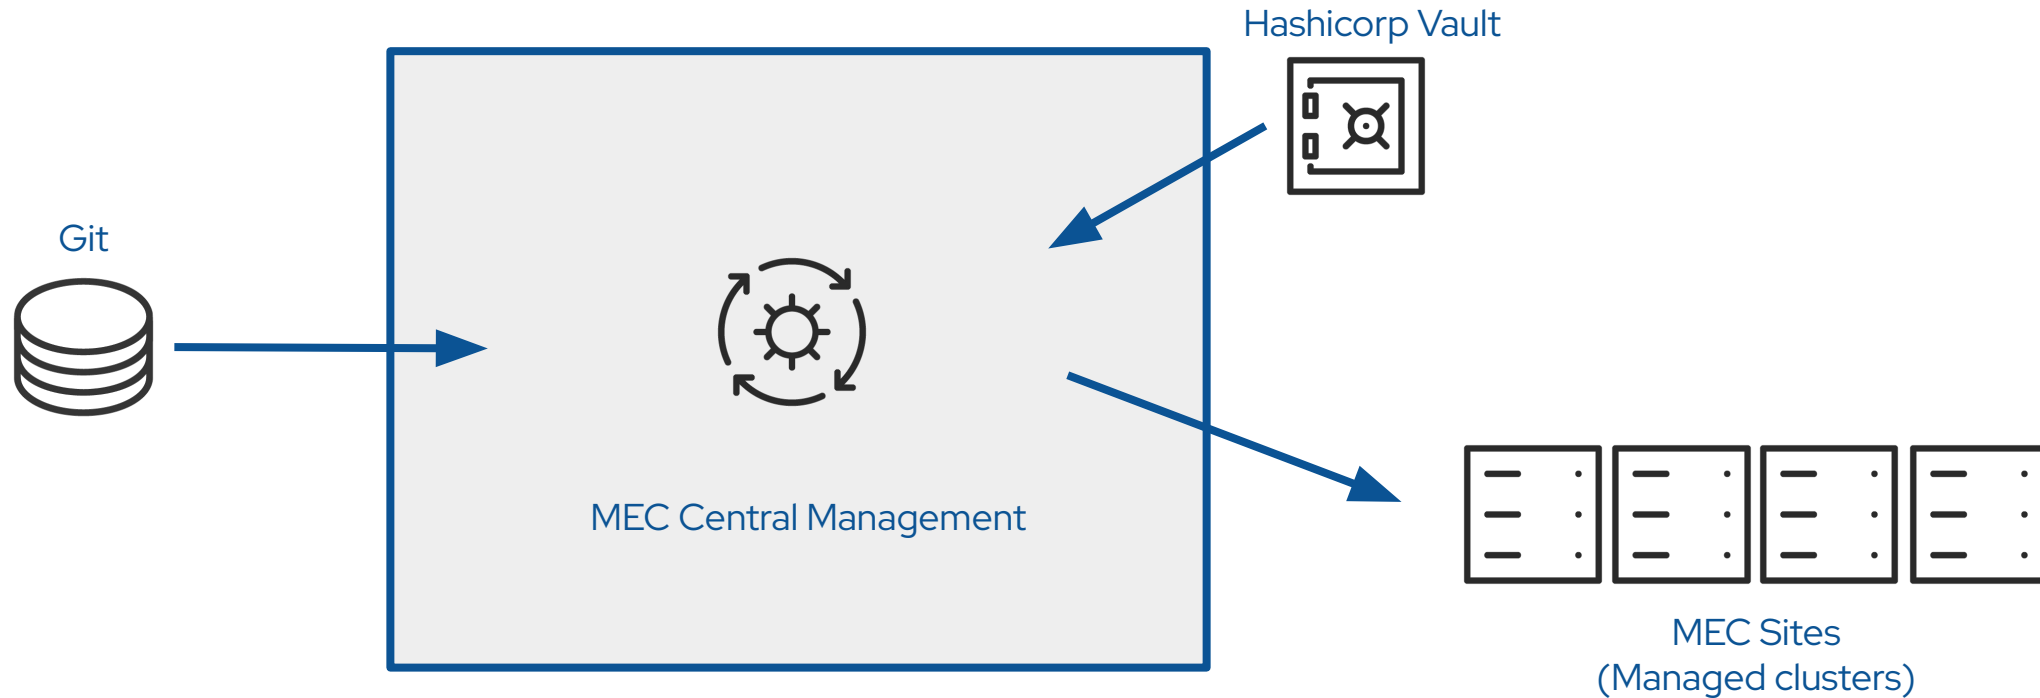 Hashicorp Vault
Git
MEC Central Management
MEC Sites
(Managed clusters)